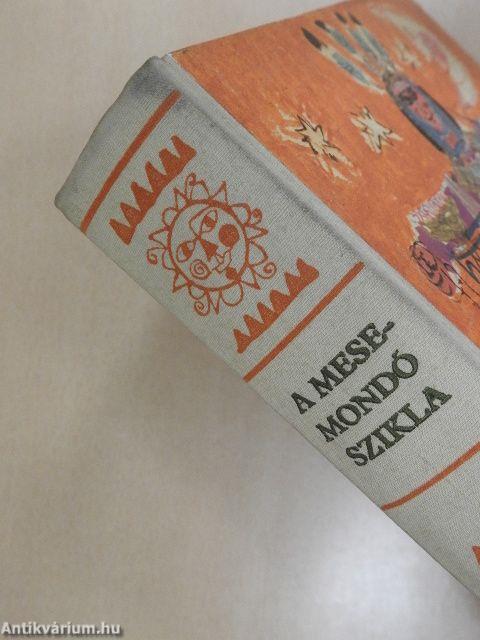 A MESE-
MONDÓ
SZIKLA
Antikvárium.hu